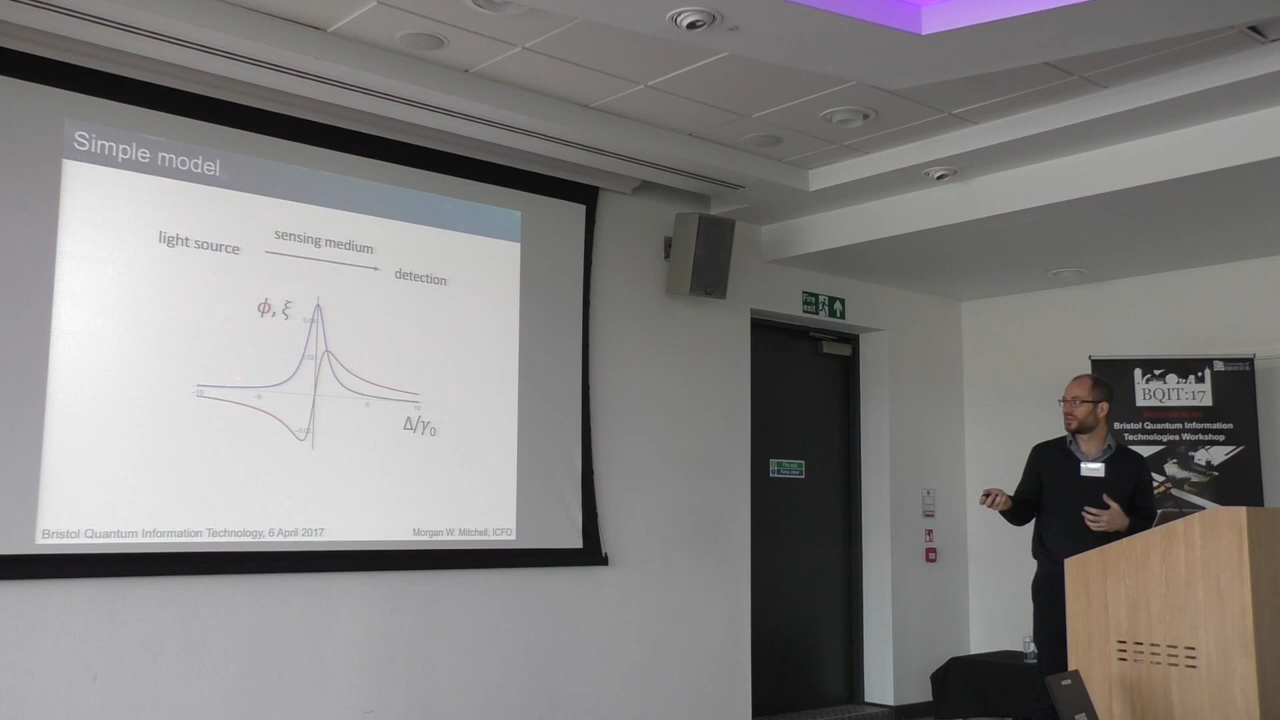 Simple model
light source
sensing medium
detection
ϕ, ξ
Δ/γ₀
Bristol Quantum Information Technology, 6 April 2017
Morgan W. Mitchell, ICFO
Fire
exit
BQIT:17
Bristol Quantum Information
Technologies Workshop